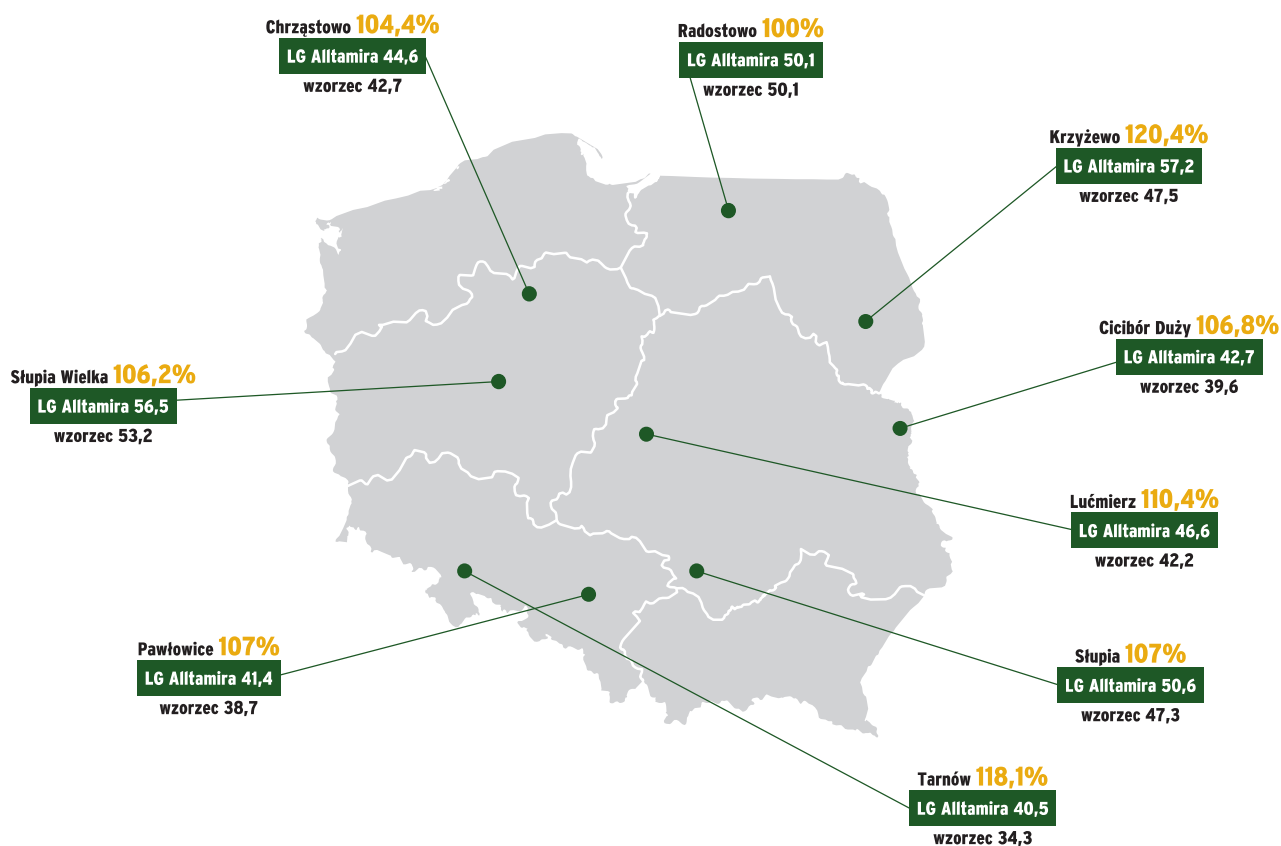 Chrząstowo 104,4%
LG Alltamira 44,6
wzorzec 42,7
Radostowo 100%
LG Alltamira 50,1
wzorzec 50,1
Krzyżewo 120,4%
LG Alltamira 57,2
wzorzec 47,5
Cicibór Duży 106,8%
LG Alltamira 42,7
wzorzec 39,6
Słupia Wielka 106,2%
LG Alltamira 56,5
wzorzec 53,2
Lućmierz 110,4%
LG Alltamira 46,6
wzorzec 42,2
Pawłowice 107%
LG Alltamira 41,4
wzorzec 38,7
Słupia 107%
LG Alltamira 50,6
wzorzec 47,3
Tarnów 118,1%
LG Alltamira 40,5
wzorzec 34,3